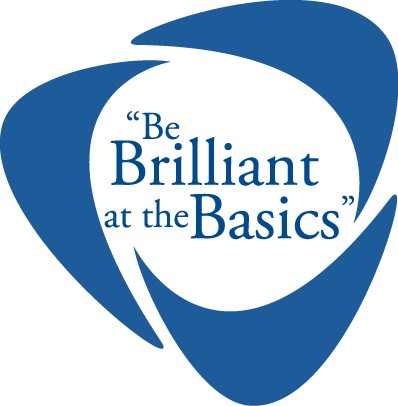 “Be
Brilliant
at the Basics”